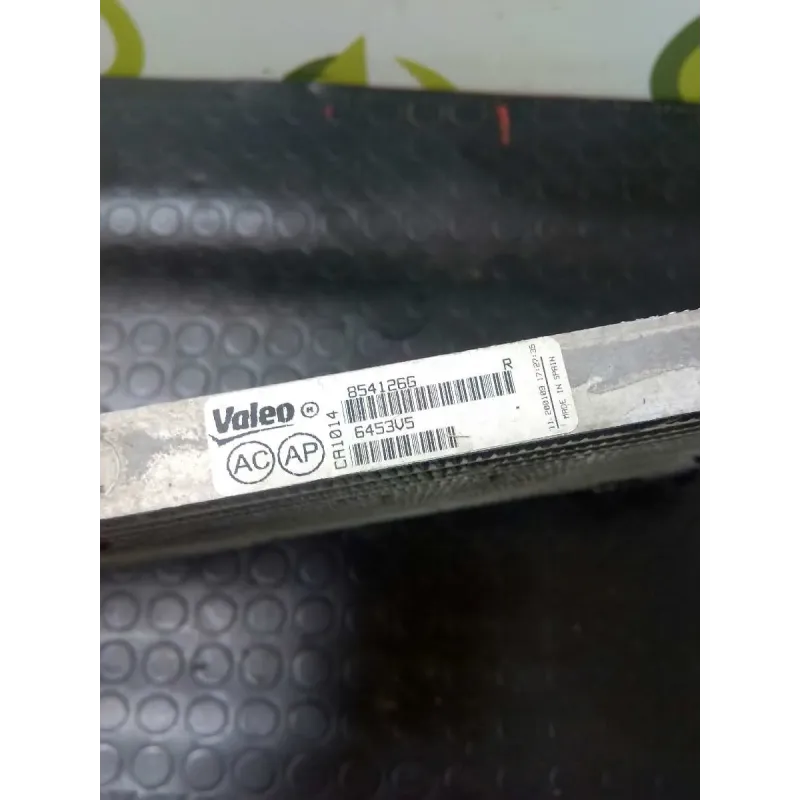 Valeo ®
AC AP
CA1014
854126G
R
6453V5
MADE IN SPAIN